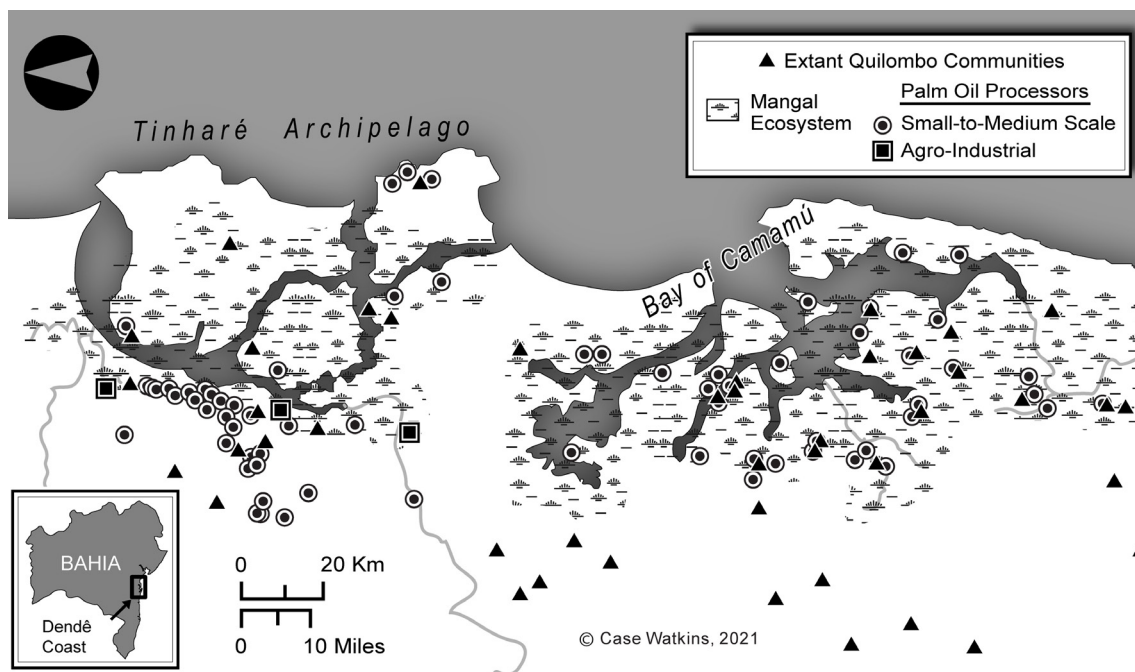 Extant Quilombo Communities
Palm Oil Processors
Mangal
Ecosystem
Small-to-Medium Scale
Agro-Industrial
Tinharé Archipelago
Bay of Camamú
BAHIA
Dendê
Coast
0 20 Km
0 10 Miles
© Case Watkins, 2021